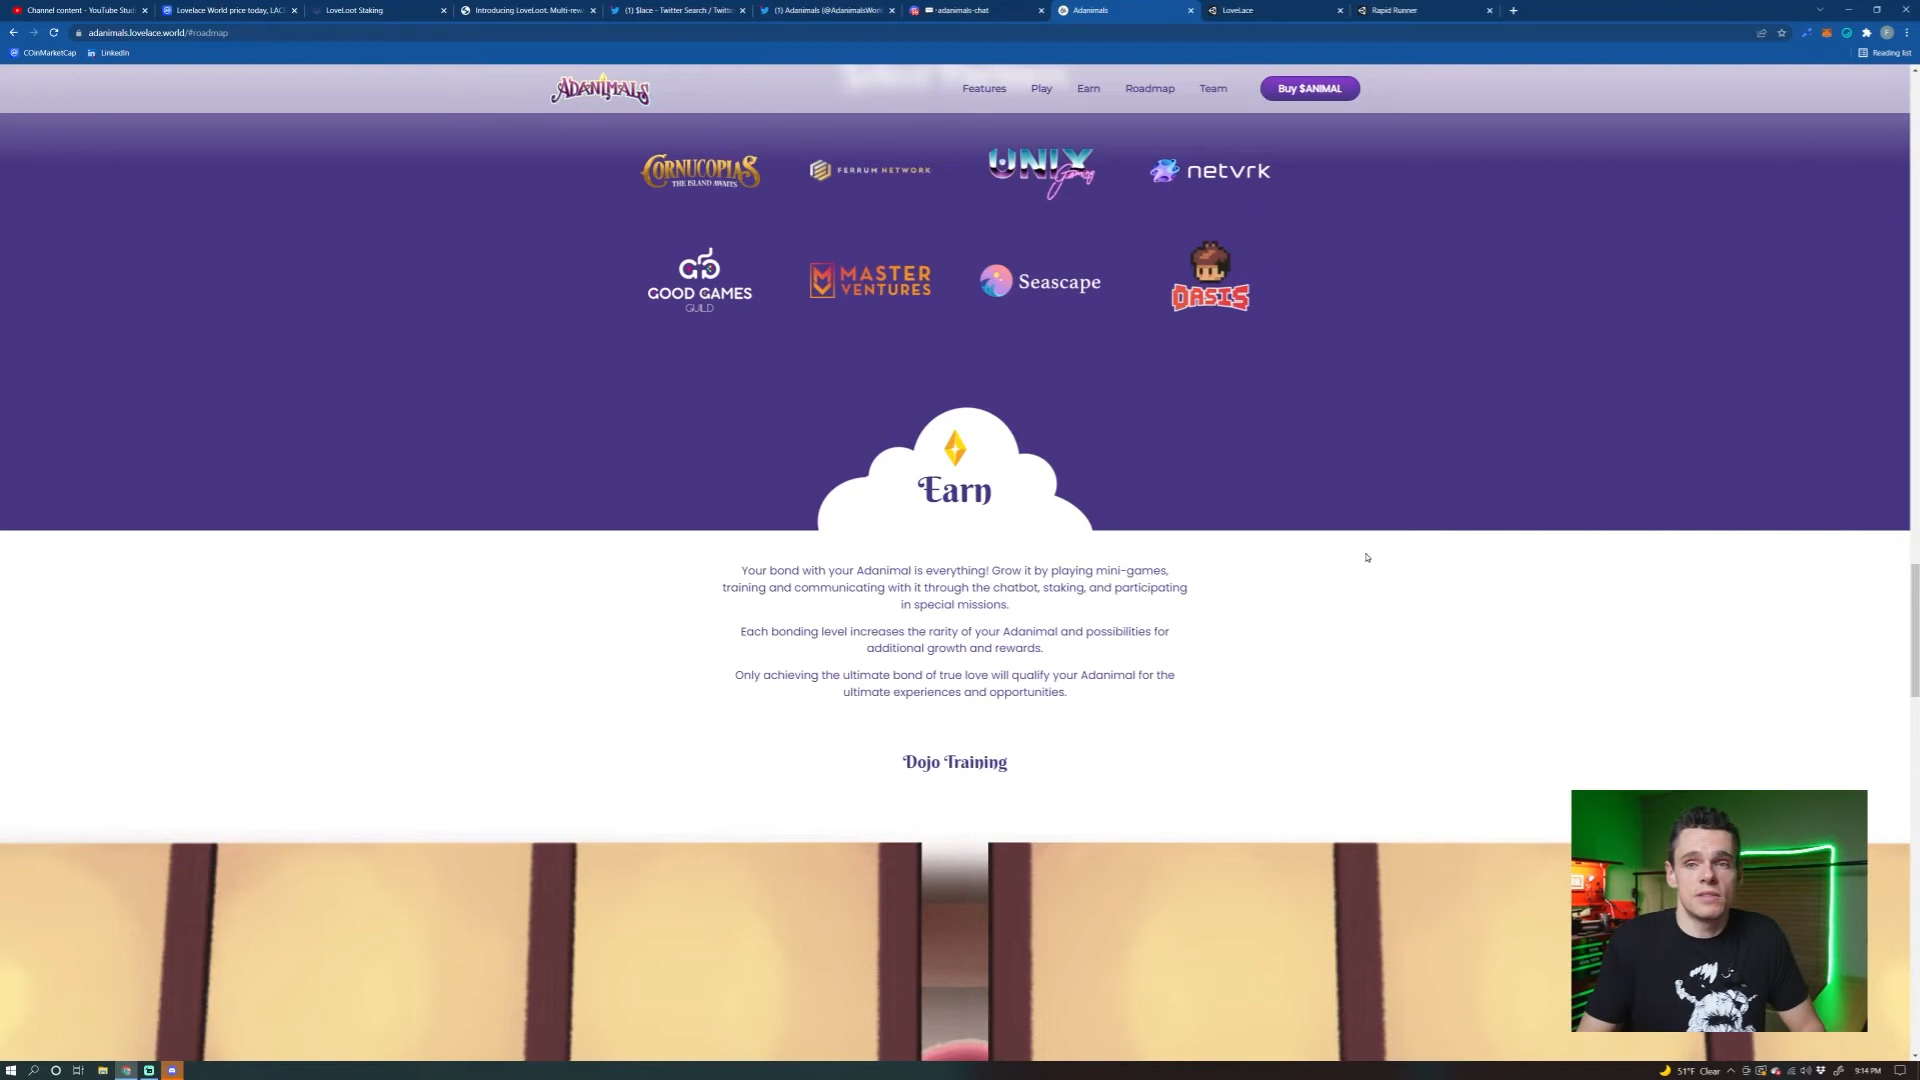 Channel content - YouTube Stud
Lovelace World price today, LAC
LoveLoot Staking
Introducing LoveLoot. Multi-rew
(1) $lace - Twitter Search / Twitte
(1) Adanimals (@AdanimalsWorl
adanimals-chat
Adanimals
LoveLace
Rapid Runner
adanimals.lovelace.world/#roadmap
F
COinMarketCap
LinkedIn
Reading list
ADANIMALS
Features
Play
Earn
Roadmap
Team
Buy $ANIMAL
CORNUCOPIAS
THE ISLAND AWAITS
FERRUM NETWORK
UNIX
Gaming
netvrk
GOOD GAMES
GUILD
MASTER
VENTURES
Seascape
OASIS
Earn
Your bond with your Adanimal is everything! Grow it by playing mini-games,
training and communicating with it through the chatbot, staking, and participating
in special missions.
Each bonding level increases the rarity of your Adanimal and possibilities for
additional growth and rewards.
Only achieving the ultimate bond of true love will qualify your Adanimal for the
ultimate experiences and opportunities.
Dojo Training
51°F Clear
9:14 PM